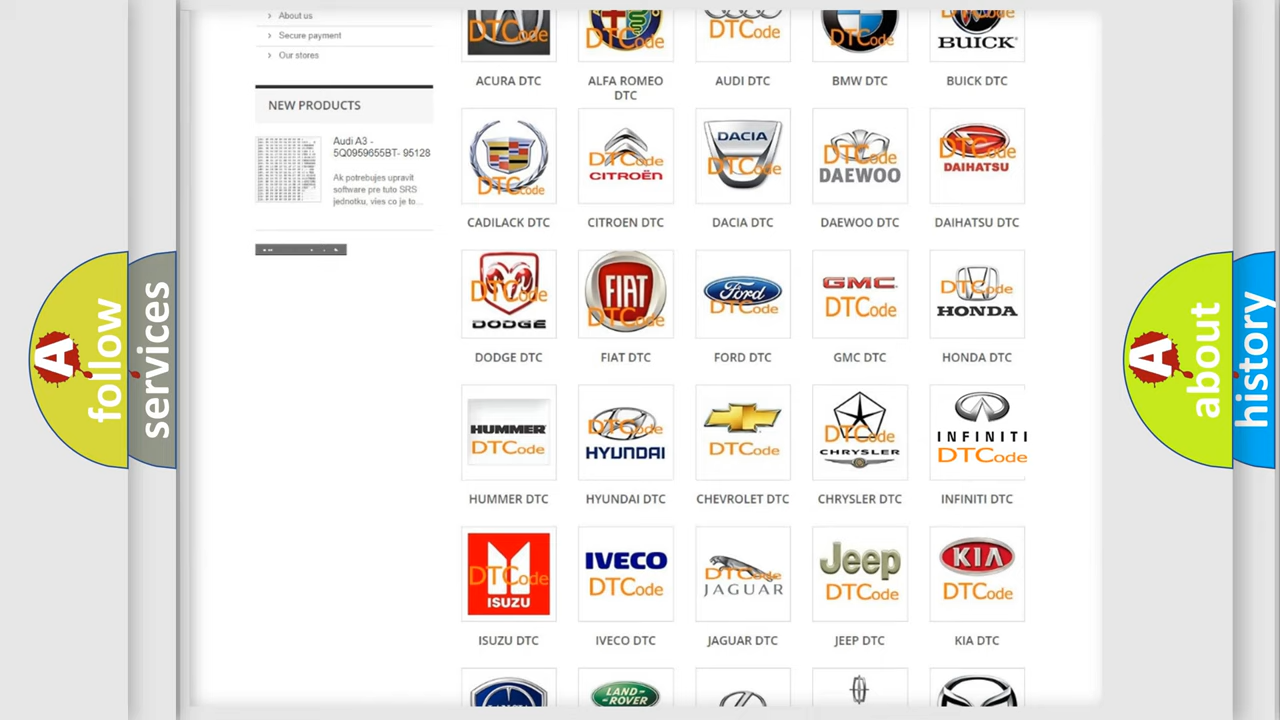 About us
Secure payment
Our stores
NEW PRODUCTS
Audi A3 -
5Q0959655BT- 95128
Ak potrebujes upravit
software pre tuto SRS
jednotku, vies co je to...
DTCode
DTCode
DTCode
DTCode
BUICK
ACURA DTC
ALFA ROMEO
DTC
AUDI DTC
BMW DTC
BUICK DTC
DTCode
DTCode
CITROËN
DACIA
DTCode
DTCode
DAEWOO
DTCode
DAIHATSU
CADILACK DTC
CITROEN DTC
DACIA DTC
DAEWOO DTC
DAIHATSU DTC
DTCode
DODGE
FIAT
DTCode
Ford
DTCode
GMC
DTCode
DTCode
HONDA
DODGE DTC
FIAT DTC
FORD DTC
GMC DTC
HONDA DTC
HUMMER
DTCode
DTCode
HYUNDAI
DTCode
DTCode
CHRYSLER
INFINITI
DTCode
HUMMER DTC
HYUNDAI DTC
CHEVROLET DTC
CHRYSLER DTC
INFINITI DTC
DTCode
ISUZU
IVECO
DTCode
DTCode
JAGUAR
Jeep
DTCode
KIA
DTCode
ISUZU DTC
IVECO DTC
JAGUAR DTC
JEEP DTC
KIA DTC
LAND-
ROVER
A
follow
services
A
about
history